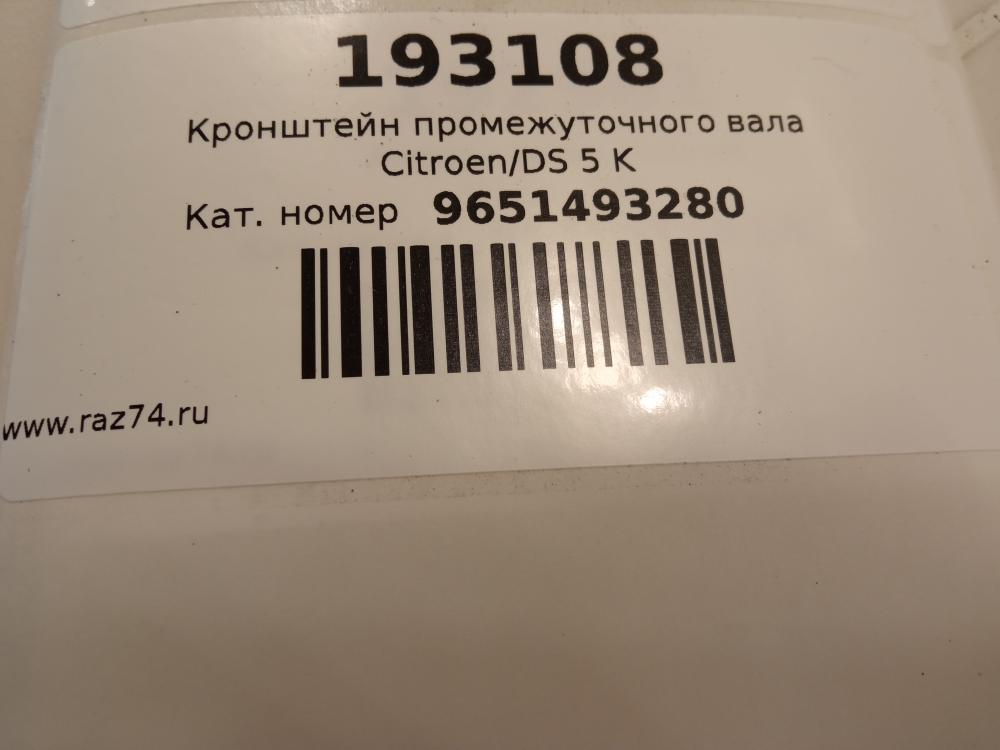 193108
Кронштейн промежуточного вала
Citroen/DS 5 K
Кат. номер 9651493280
www.raz74.ru